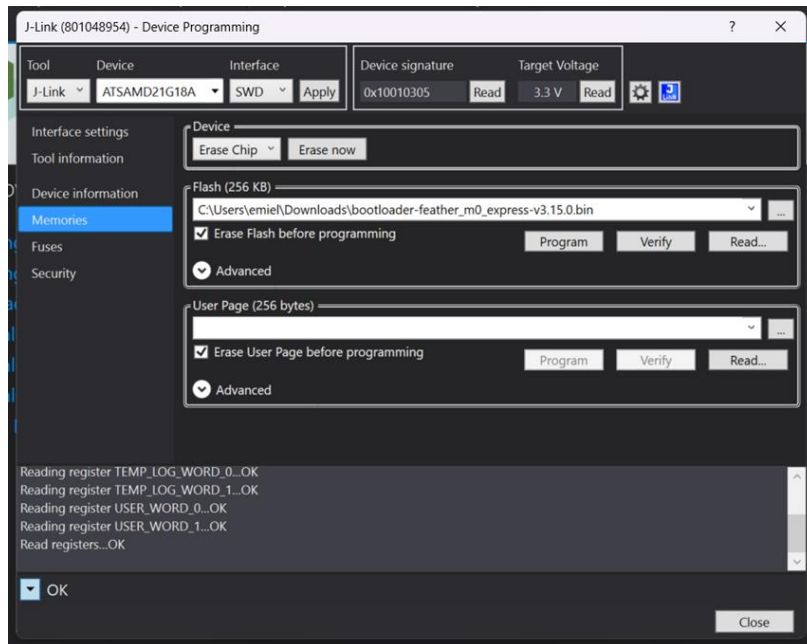 J-Link (801048954) - Device Programming ? ✕
Tool Device Interface Device signature Target Voltage
J-Link ATSAMD21G18A SWD Apply 0x10010305 Read 3.3 V Read
Interface settings
Tool information
Device information
Memories
Fuses
Security
Device
Erase Chip Erase now
Flash (256 KB)
C:\Users\emiel\Downloads\bootloader-feather_m0_express-v3.15.0.bin ...
Erase Flash before programming
Program Verify Read...
Advanced
User Page (256 bytes)
...
Erase User Page before programming
Program Verify Read...
Advanced
Reading register TEMP_LOG_WORD_0...OK
Reading register TEMP_LOG_WORD_1...OK
Reading register USER_WORD_0...OK
Reading register USER_WORD_1...OK
Read registers...OK
OK
Close